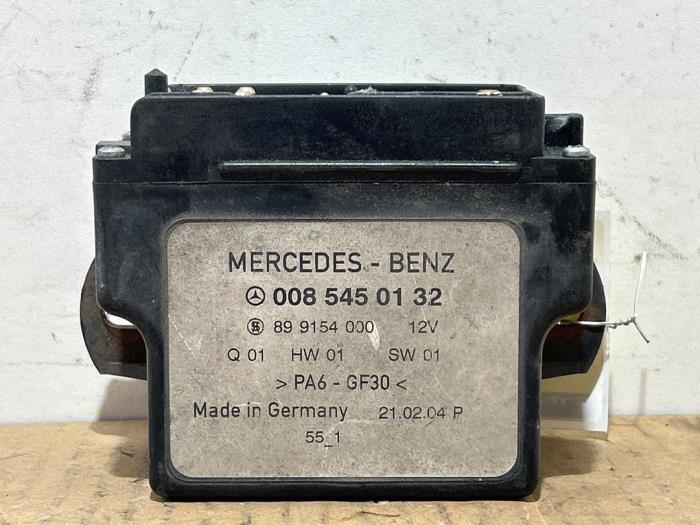 MERCEDES - BENZ
008 545 01 32
89 9154 000 12V
Q 01 HW 01 SW 01
> PA6 - GF30 <
Made in Germany 21.02.04 P
55_1